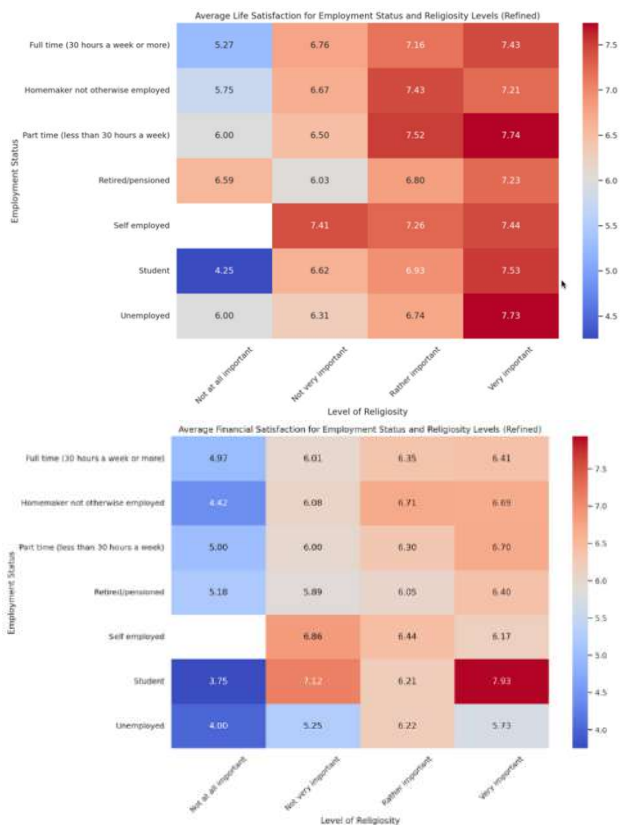 Average Life Satisfaction for Employment Status and Religiosity Levels (Refined)
Full time (30 hours a week or more) 5.27 6.76 7.16 7.43
7.5
Homemaker not otherwise employed 5.75 6.67 7.43 7.21
7.0
Part time (less than 30 hours a week) 6.00 6.50 7.52 7.74
6.5
Employment Status
Retired/pensioned 6.59 6.03 6.80 7.23
6.0
Self employed 7.41 7.26 7.44
5.5
Student 4.25 6.62 6.93 7.53
5.0
Unemployed 6.00 6.31 6.74 7.73
4.5
Not at all important Not very important Rather important Very important
Level of Religiosity
Average Financial Satisfaction for Employment Status and Religiosity Levels (Refined)
Full time (30 hours a week or more) 4.97 6.01 6.35 6.41
7.5
Homemaker not otherwise employed 4.42 6.08 6.71 6.69
7.0
Part time (less than 30 hours a week) 5.00 6.00 6.30 6.70
6.5
6.0
Employment Status
Retired/pensioned 5.18 5.89 6.05 6.40
5.5
Self employed 6.86 6.44 6.17
5.0
Student 3.75 7.12 6.21 7.93
4.5
Unemployed 4.00 5.25 6.22 5.73
4.0
Not at all important Not very important Rather important Very important
Level of Religiosity